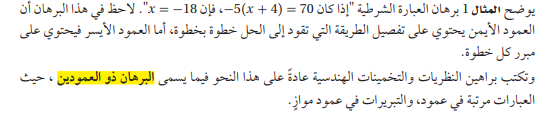 يوضح المثال 1 برهان العبارة الشرطية "إذا كان 70 = (x + 4)5−، فإن x = −18". لاحظ في هذا البرهان أن
العمود الأيمن يحتوي على تفصيل الطريقة التي تقود إلى الحل خطوة بخطوة، أما العمود الأيسر فيحتوي على
مبرر كل خطوة.
وتكتب براهين النظريات والتخمينات الهندسية عادةً على هذا النحو فيما يسمى البرهان ذو العمودين ، حيث
العبارات مرتبة في عمود، والتبريرات في عمود موازٍ.